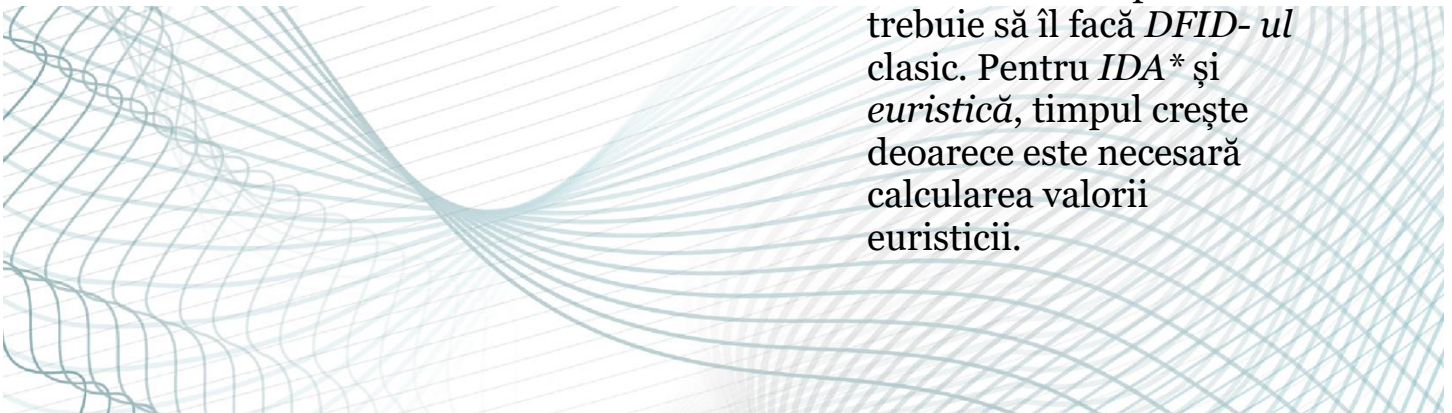 trebuie să îl facă DFID- ul
clasic. Pentru IDA* și
euristică, timpul crește
deoarece este necesară
calcularea valorii
euristicii.